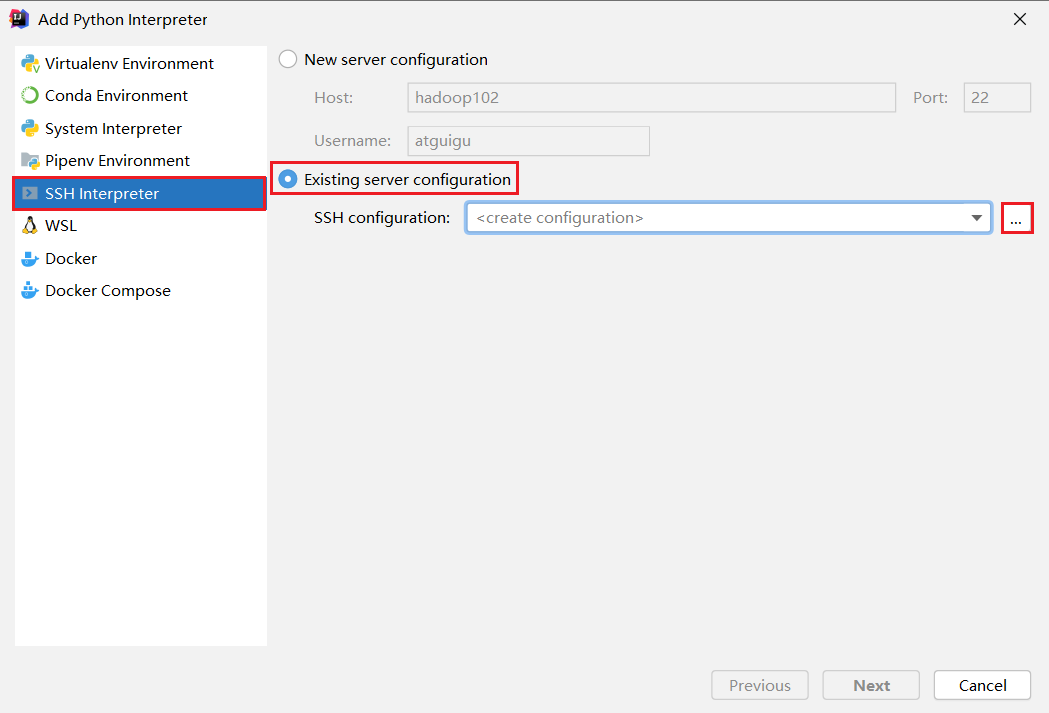 Add Python Interpreter
Virtualenv Environment
Conda Environment
System Interpreter
Pipenv Environment
SSH Interpreter
WSL
Docker
Docker Compose
New server configuration
Host: hadoop102 Port: 22
Username: atguigu
Existing server configuration
SSH configuration: <create configuration> ...
Previous Next Cancel